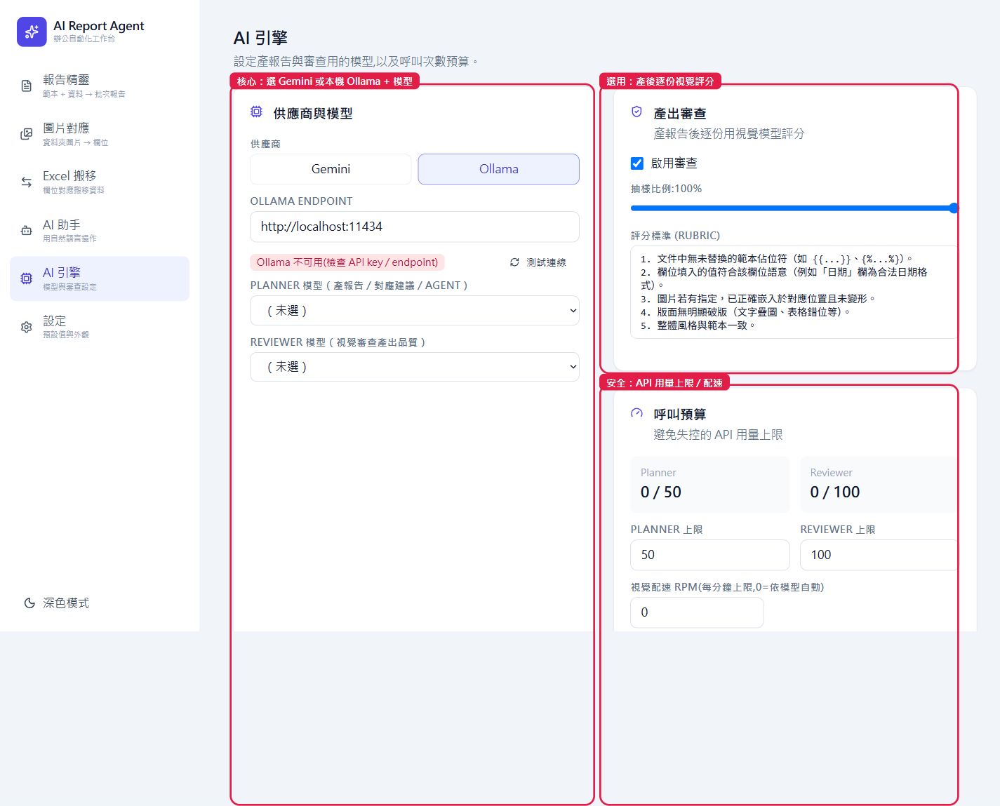 AI Report Agent
辦公自動化工作台
報告精靈
範本 + 資料 → 批次報告
圖片對應
資料夾圖片 → 欄位
Excel 搬移
欄位對應搬移資料
AI 助手
用自然語言操作
AI 引擎
模型與審查設定
設定
預設值與外觀
深色模式
AI 引擎
設定產報告與審查用的模型,以及呼叫次數預算。
核心：選 Gemini 或本機 Ollama + 模型
供應商與模型
供應商
Gemini
Ollama
OLLAMA ENDPOINT
http://localhost:11434
Ollama 不可用(檢查 API key / endpoint)
測試連線
PLANNER 模型（產報告 / 對應建議 / AGENT）
（未選）
REVIEWER 模型（視覺審查產出品質）
（未選）
選用：產後逐份視覺評分
產出審查
產報告後逐份用視覺模型評分
啟用審查
抽樣比例:100%
評分標準 (RUBRIC)
1. 文件中無未替換的範本佔位符（如 {{...}}、{%...%}）。
2. 欄位填入的值符合該欄位語意（例如「日期」欄為合法日期格
式）。
3. 圖片若有指定，已正確嵌入於對應位置且未變形。
4. 版面無明顯破版（文字疊圖、表格錯位等）。
5. 整體風格與範本一致。
安全：API 用量上限 / 配速
呼叫預算
避免失控的 API 用量上限
Planner
0 / 50
Reviewer
0 / 100
PLANNER 上限
50
REVIEWER 上限
100
視覺配速 RPM(每分鐘上限,0=依模型自動)
0